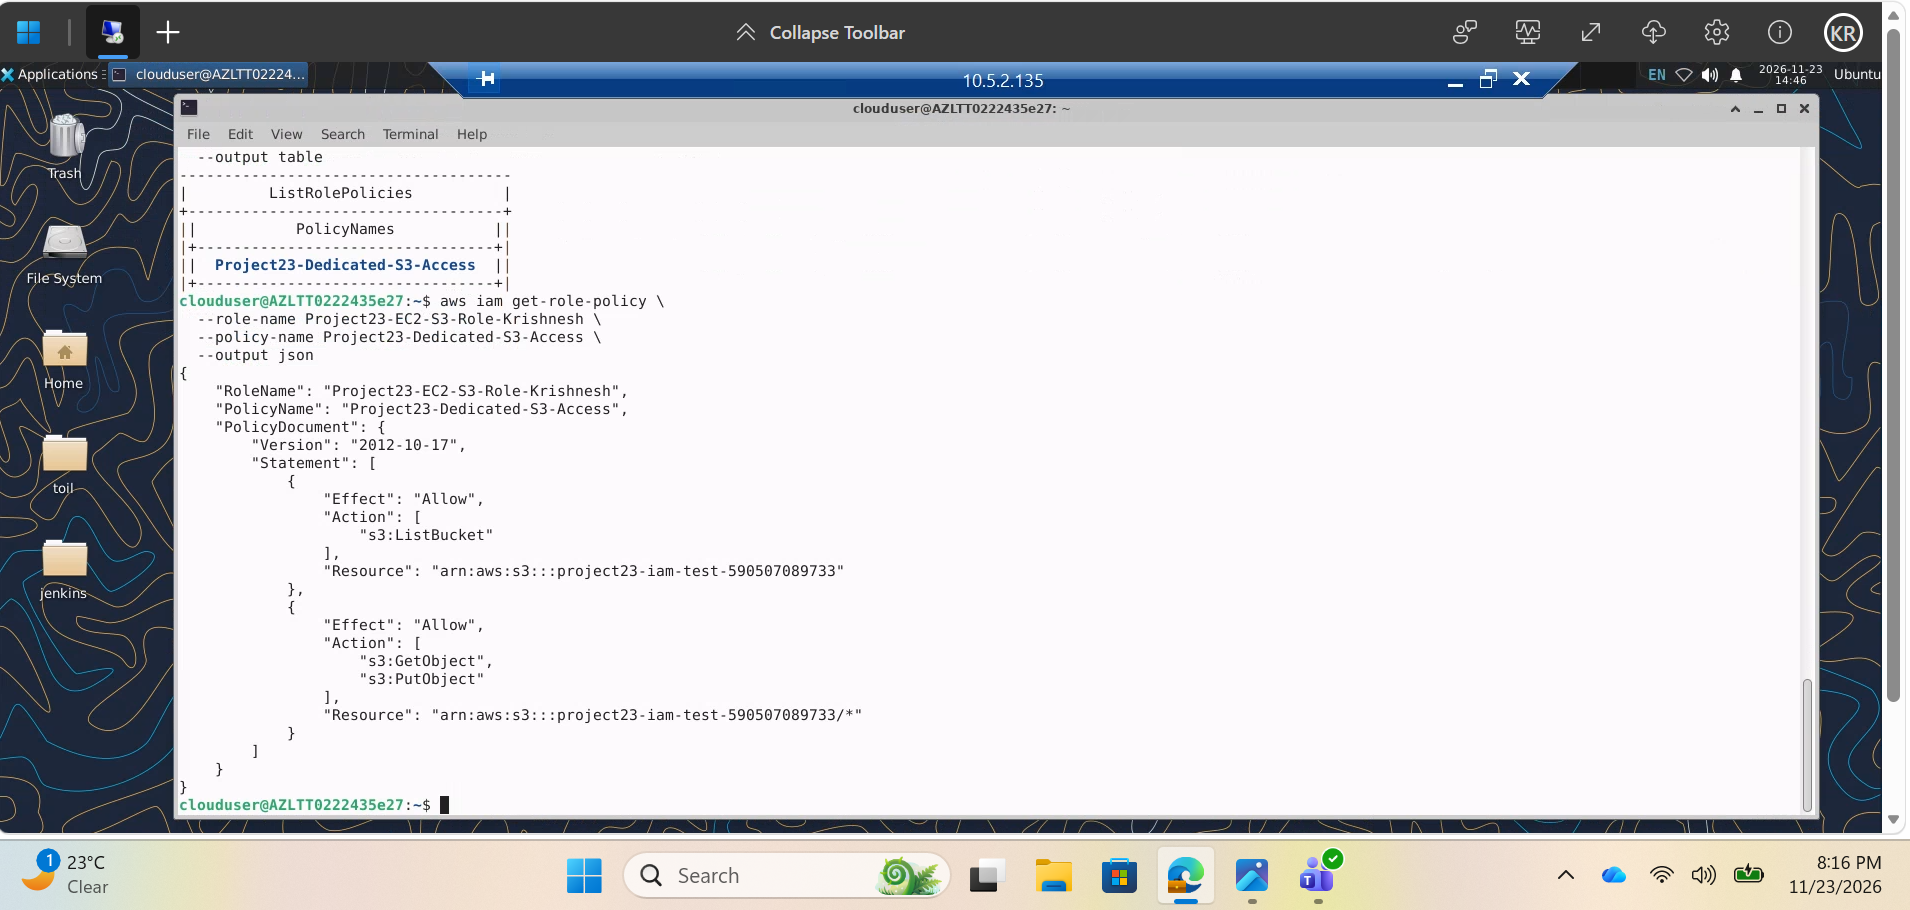 Collapse Toolbar
KR
Applications
clouduser@AZLTT02224...
10.5.2.135
EN
2026-11-23
14:46
Ubuntu
clouduser@AZLTT0222435e27: ~
File Edit View Search Terminal Help
Trash
File System
Home
toil
jenkins
  --output table
-------------------------------------
|         ListRolePolicies          |
+-----------------------------------+
||           PolicyNames           ||
|+---------------------------------+|
||  Project23-Dedicated-S3-Access  ||
|+---------------------------------+|
clouduser@AZLTT0222435e27:~$ aws iam get-role-policy \
  --role-name Project23-EC2-S3-Role-Krishnesh \
  --policy-name Project23-Dedicated-S3-Access \
  --output json
{
    "RoleName": "Project23-EC2-S3-Role-Krishnesh",
    "PolicyName": "Project23-Dedicated-S3-Access",
    "PolicyDocument": {
        "Version": "2012-10-17",
        "Statement": [
            {
                "Effect": "Allow",
                "Action": [
                    "s3:ListBucket"
                ],
                "Resource": "arn:aws:s3:::project23-iam-test-590507089733"
            },
            {
                "Effect": "Allow",
                "Action": [
                    "s3:GetObject",
                    "s3:PutObject"
                ],
                "Resource": "arn:aws:s3:::project23-iam-test-590507089733/*"
            }
        ]
    }
}
clouduser@AZLTT0222435e27:~$
1
23°C
Clear
Search
8:16 PM
11/23/2026